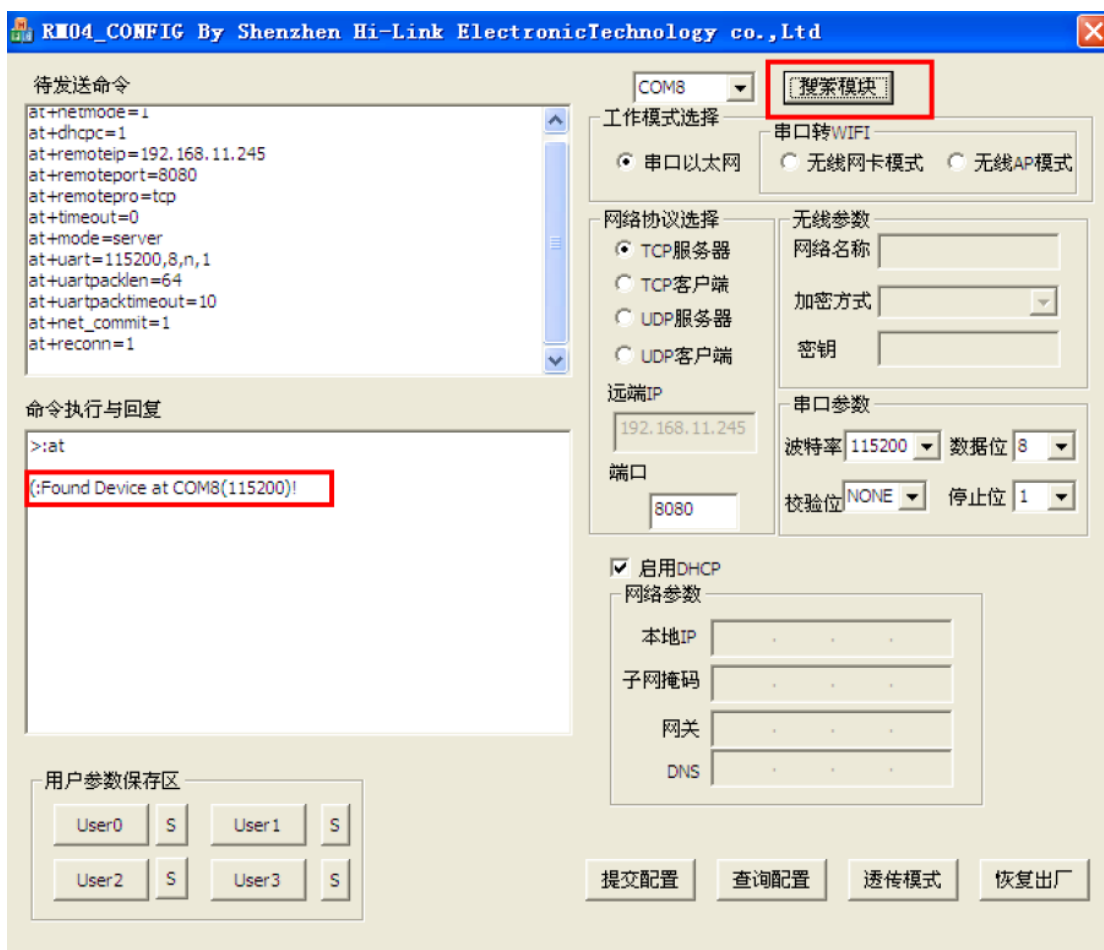 RM04_CONFIG By Shenzhen Hi-Link ElectronicTechnology co.,Ltd
待发送命令
at+netmode=1
at+dhcpc=1
at+remoteip=192.168.11.245
at+remoteport=8080
at+remotepro=tcp
at+timeout=0
at+mode=server
at+uart=115200,8,n,1
at+uartpacklen=64
at+uartpacktimeout=10
at+net_commit=1
at+reconn=1
命令执行与回复
>:at
(:Found Device at COM8(115200)!
用户参数保存区
User0 S User1 S
User2 S User3 S
COM8 搜索模块
工作模式选择
串口以太网
串口转WIFI
无线网卡模式 无线AP模式
网络协议选择
TCP服务器
TCP客户端
UDP服务器
UDP客户端
远端IP
192.168.11.245
端口
8080
无线参数
网络名称
加密方式
密钥
串口参数
波特率 115200 数据位 8
校验位 NONE 停止位 1
启用DHCP
网络参数
本地IP
子网掩码
网关
DNS
提交配置 查询配置 透传模式 恢复出厂